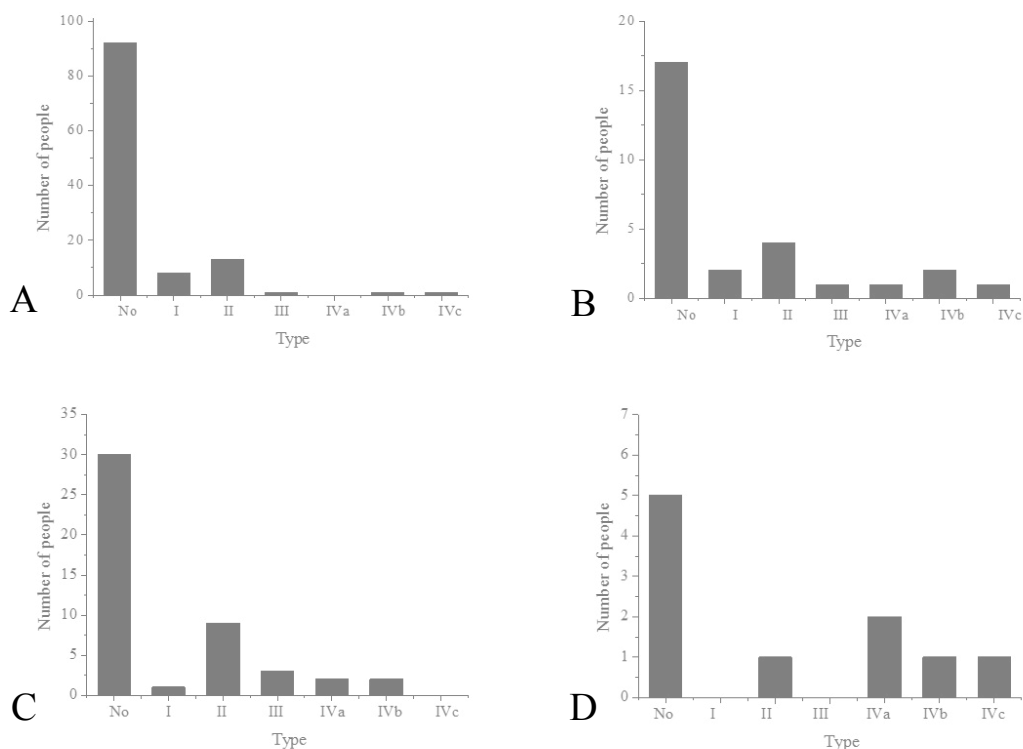 A
Number of people
100
80
60
40
20
0
No I II III IVa IVb IVc
Type
B
Number of people
20
15
10
5
0
No I II III IVa IVb IVc
Type
C
Number of people
35
30
25
20
15
10
5
0
No I II III IVa IVb IVc
Type
D
Number of people
7
6
5
4
3
2
1
0
No I II III IVa IVb IVc
Type